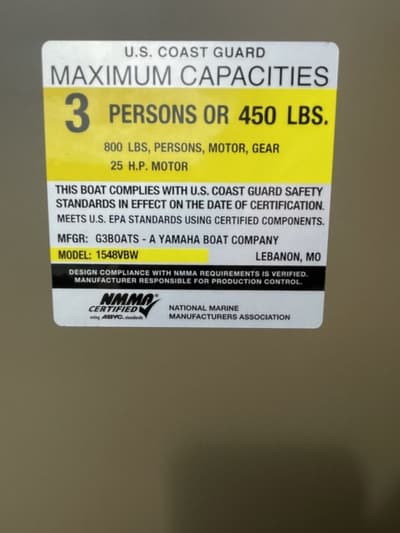 U.S. COAST GUARD
MAXIMUM CAPACITIES
3 PERSONS OR 450 LBS.
800 LBS, PERSONS, MOTOR, GEAR
25 H.P. MOTOR
THIS BOAT COMPLIES WITH U.S. COAST GUARD SAFETY
STANDARDS IN EFFECT ON THE DATE OF CERTIFICATION.
MEETS U.S. EPA STANDARDS USING CERTIFIED COMPONENTS.
MFGR: G3BOATS - A YAMAHA BOAT COMPANY
MODEL: 1548VBW LEBANON, MO
DESIGN COMPLIANCE WITH NMMA REQUIREMENTS IS VERIFIED.
MANUFACTURER RESPONSIBLE FOR PRODUCTION CONTROL.
NMMA®
CERTIFIED
using ABYC. standards
NATIONAL MARINE
MANUFACTURERS ASSOCIATION